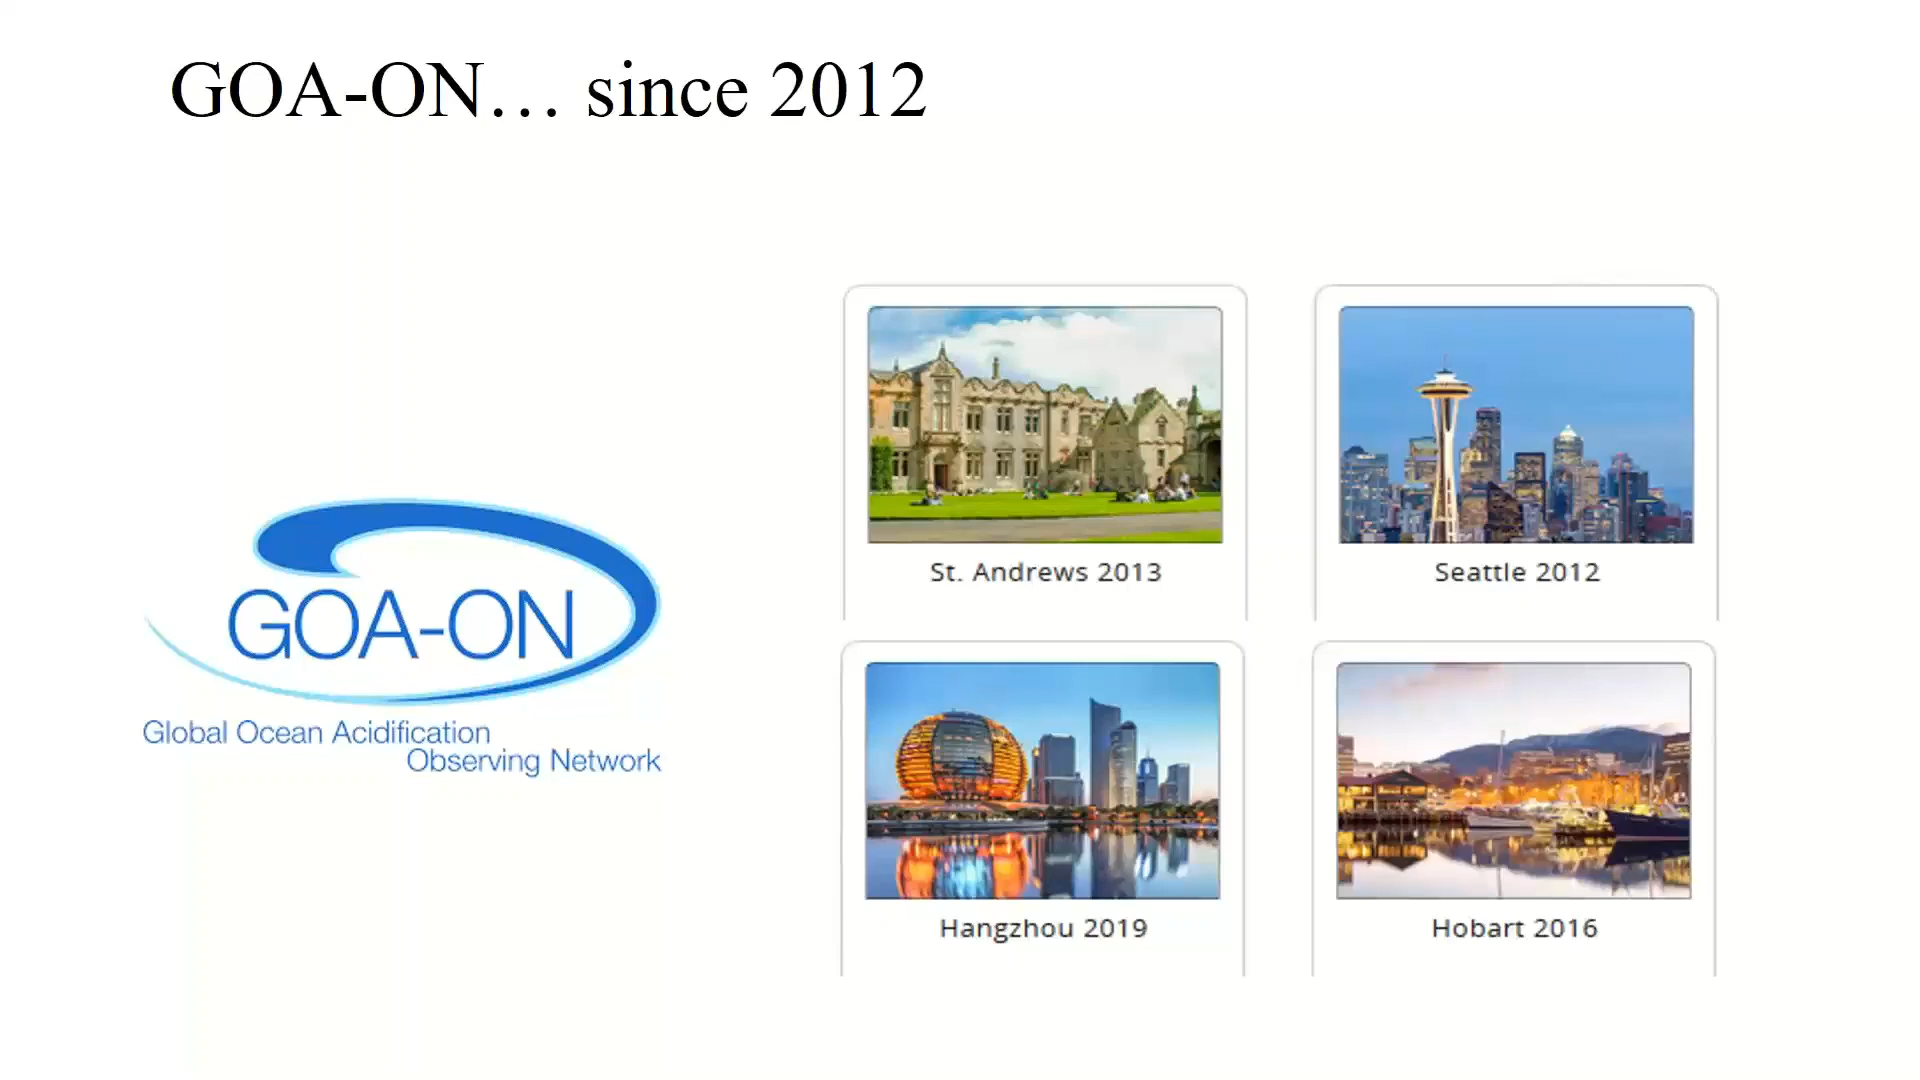 GOA-ON… since 2012
GOA-ON
Global Ocean Acidification
Observing Network
St. Andrews 2013
Seattle 2012
Hangzhou 2019
Hobart 2016